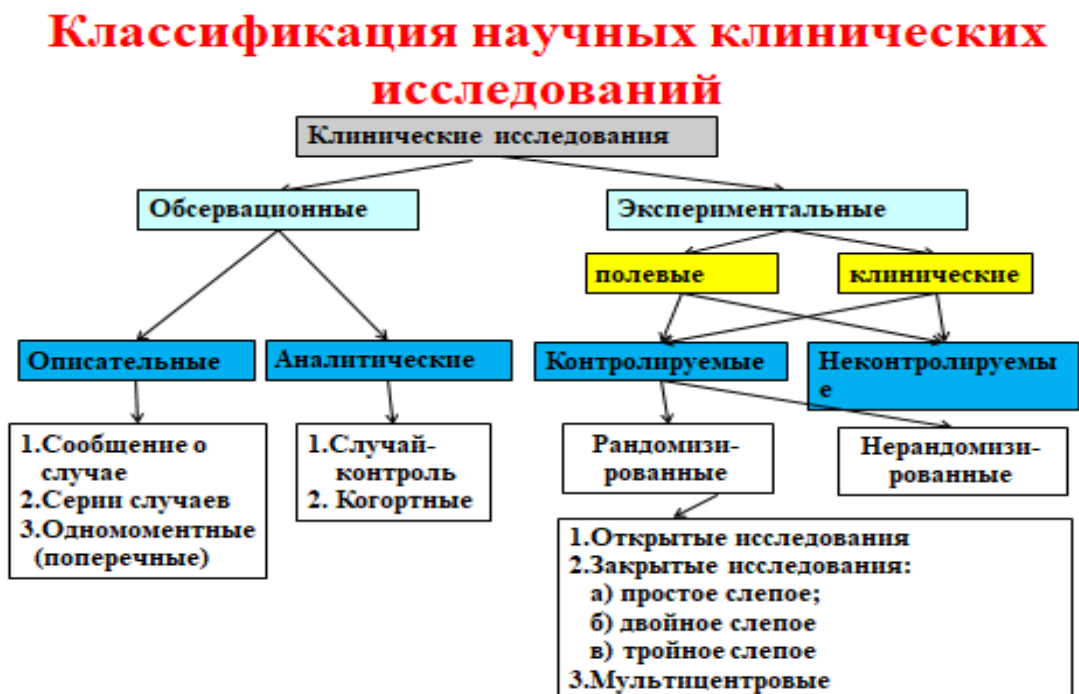 Классификация научных клинических
исследований
Клинические исследования
Обсервационные
Экспериментальные
полевые
клинические
Описательные
Аналитические
Контролируемые
Неконтролируемы
е
1.Сообщение о
случае
2.Серии случаев
3.Одномоментные
(поперечные)
1.Случай-
контроль
2. Когортные
Рандомизи-
рованные
Нерандомизи-
рованные
1.Открытые исследования
2.Закрытые исследования:
а) простое слепое;
б) двойное слепое
в) тройное слепое
3.Мультицентровые